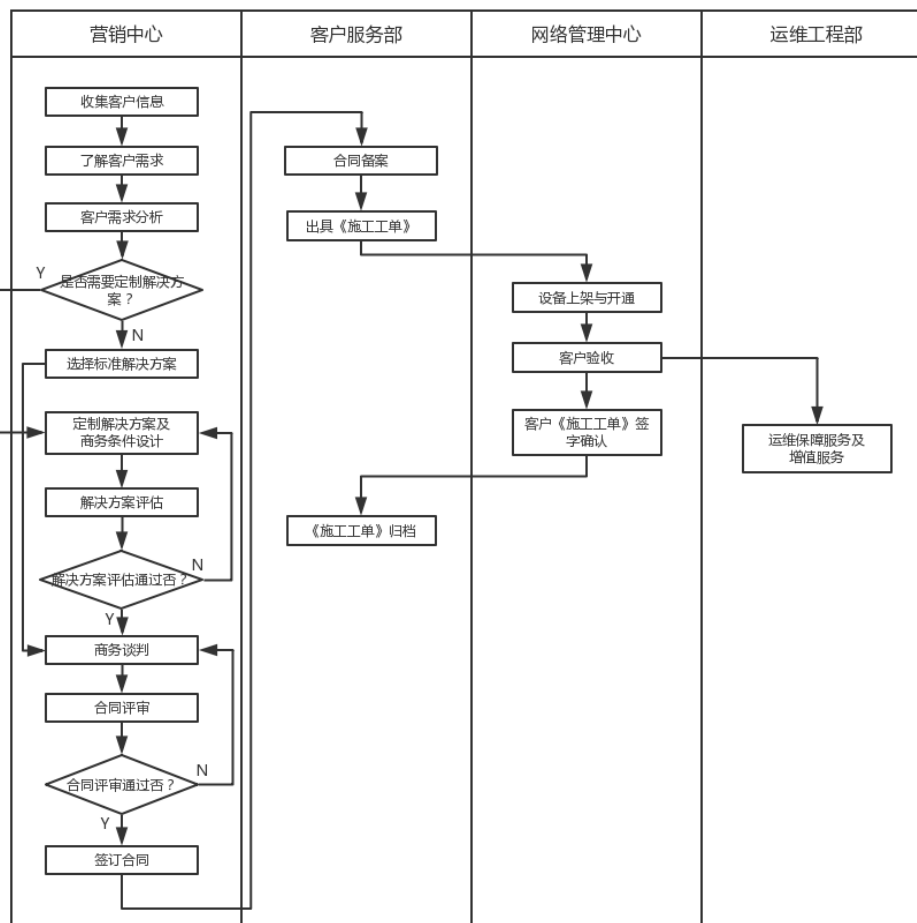 营销中心
客户服务部
网络管理中心
运维工程部
收集客户信息
了解客户需求
客户需求分析
Y
是否需要定制解决方
案？
N
选择标准解决方案
定制解决方案及
商务条件设计
解决方案评估
N
解决方案评估通过否？
Y
商务谈判
合同评审
N
合同评审通过否？
Y
签订合同
合同备案
出具《施工工单》
《施工工单》归档
设备上架与开通
客户验收
客户《施工工单》签
字确认
运维保障服务及
增值服务